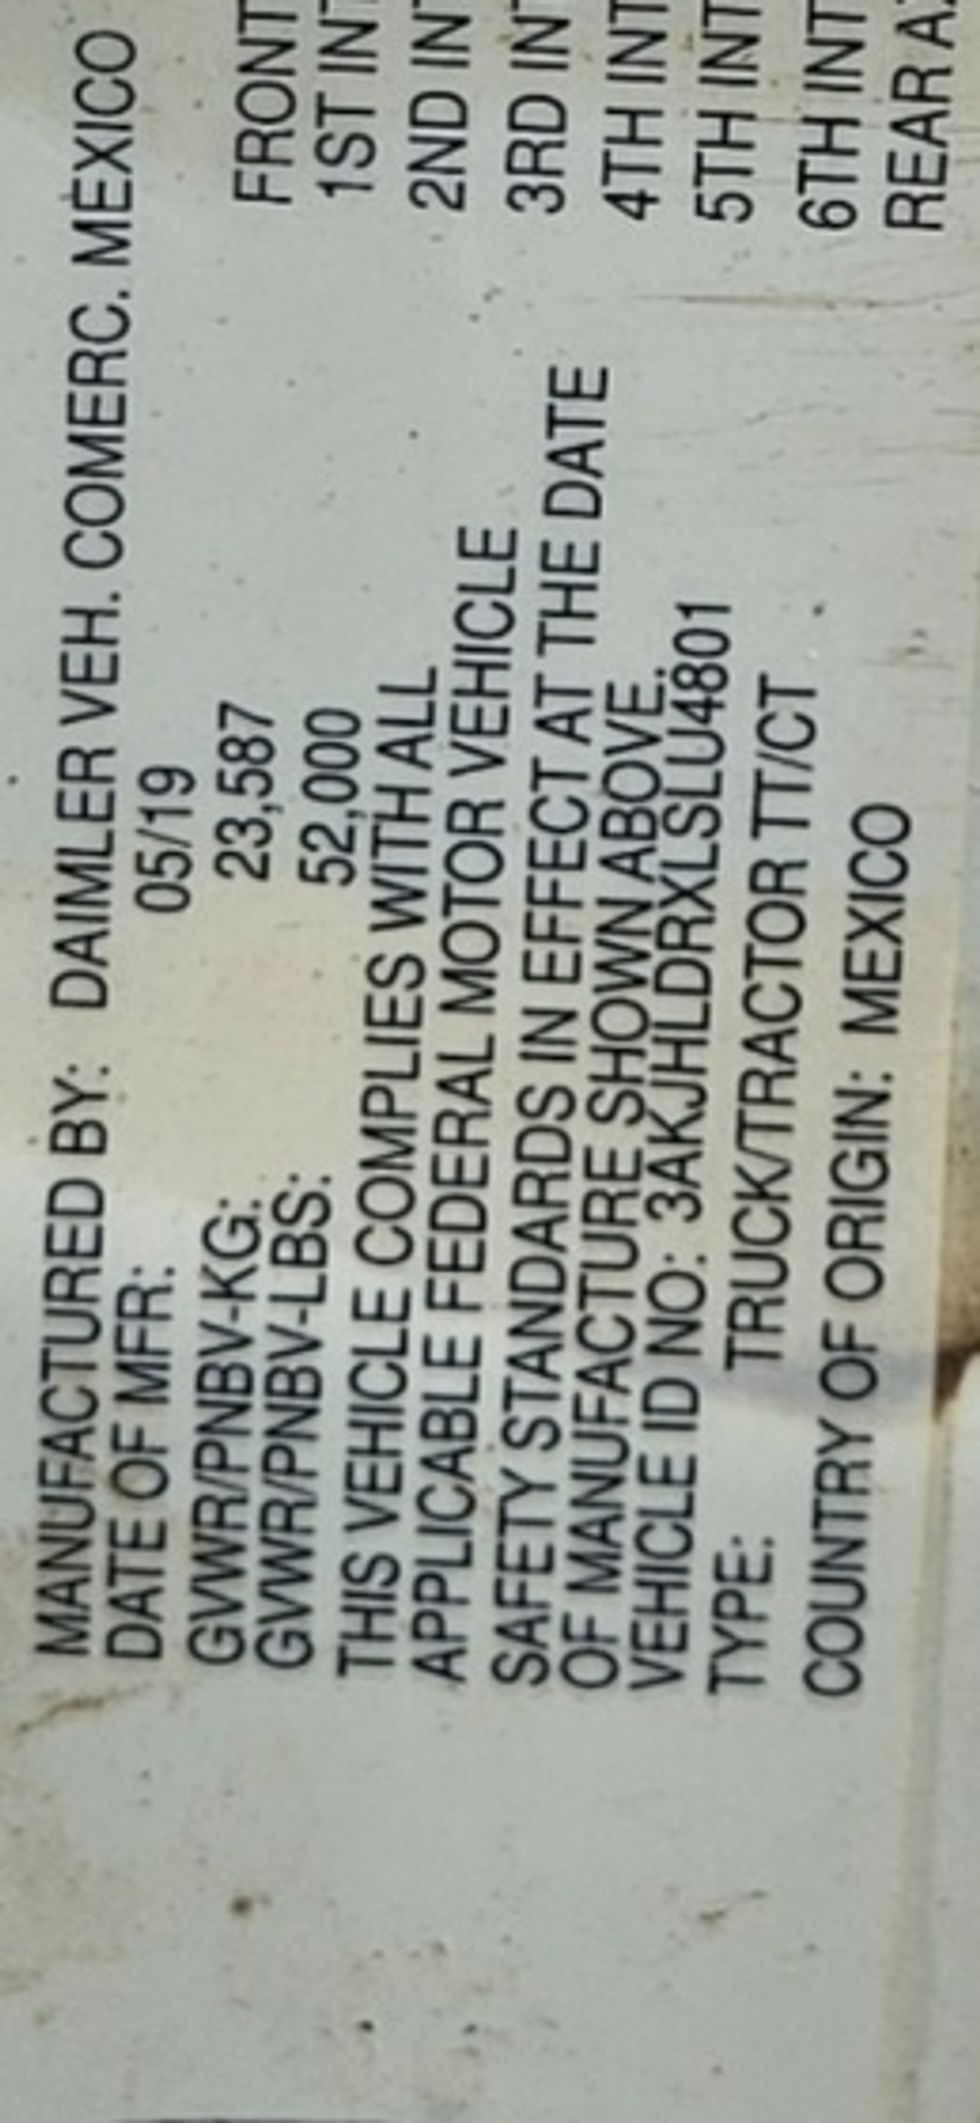 MANUFACTURED BY: DAIMLER VEH. COMERC. MEXICO
DATE OF MFR: 05/19
GVWR/PNBV-KG: 23,587
GVWR/PNBV-LBS: 52,000
THIS VEHICLE COMPLIES WITH ALL
APPLICABLE FEDERAL MOTOR VEHICLE
SAFETY STANDARDS IN EFFECT AT THE DATE
OF MANUFACTURE SHOWN ABOVE.
VEHICLE ID NO: 3AKJHLDRXLSLU4801
TYPE: TRUCK/TRACTOR TT/CT
COUNTRY OF ORIGIN: MEXICO
FRONT
1ST INT
2ND INT
3RD INT
4TH INT
5TH INT
6TH INT
REAR